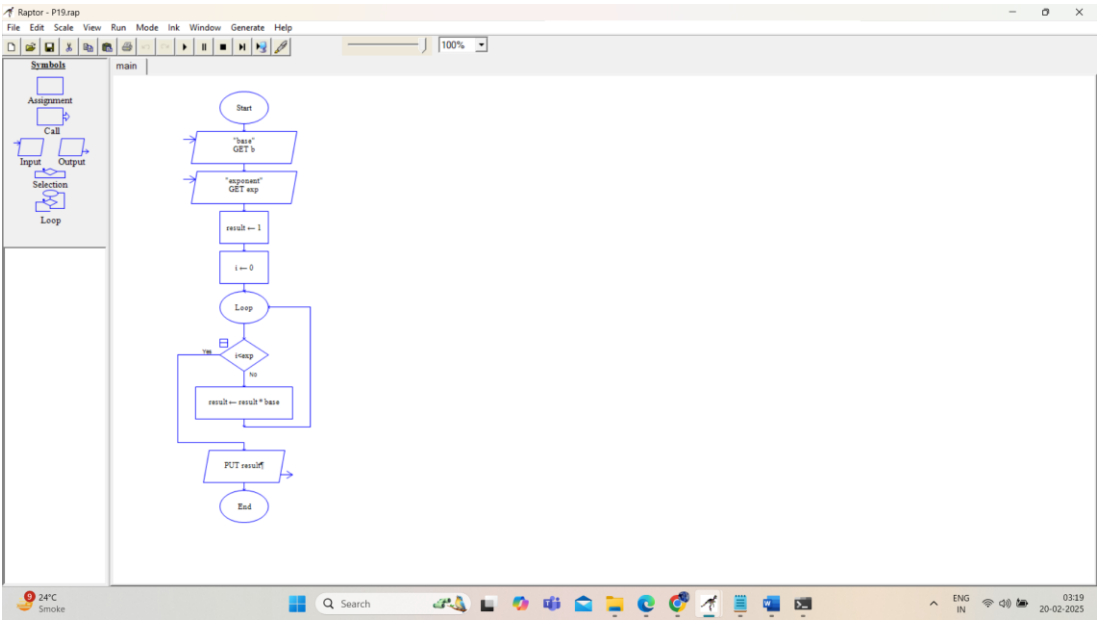 Raptor - P19.rap
File Edit Scale View Run Mode Ink Window Generate Help
100%
Symbols
main
Assignment
Call
Input Output
Selection
Loop
Start
"base"
GET b
"exponent"
GET exp
result ← 1
i ← 0
Loop
Yes
i<exp
No
result ← result * base
PUT result¶
End
9
24°C
Smoke
Search
ENG
IN
03:19
20-02-2025